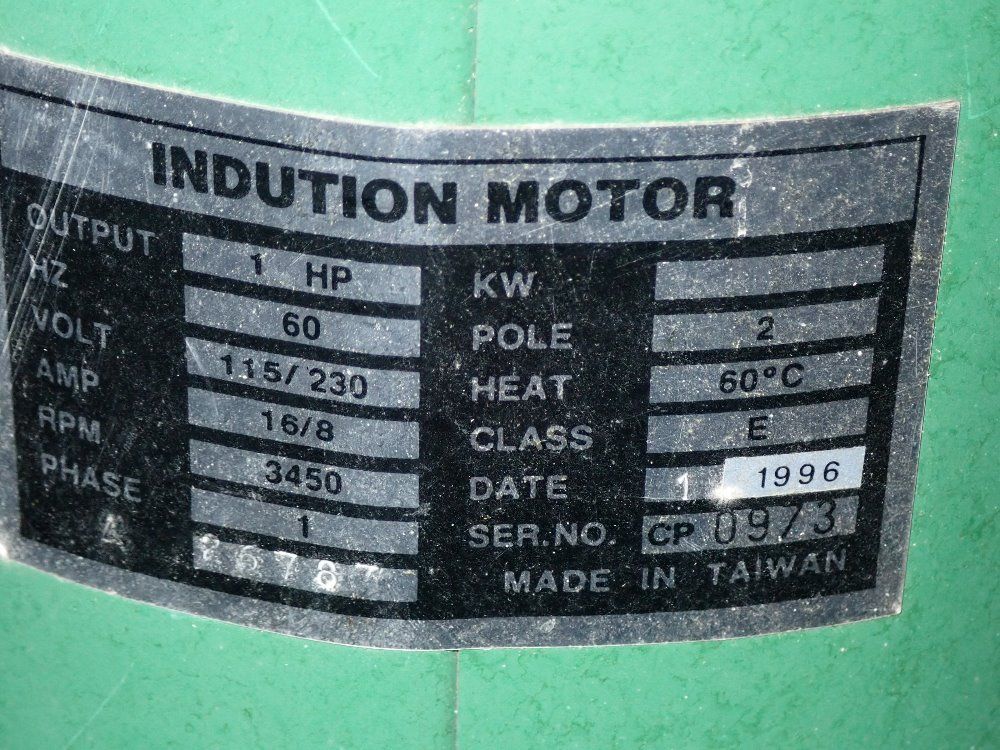 INDUTION MOTOR
OUTPUT 1 HP
HZ 60
VOLT 115/230
AMP 16/8
RPM 3450
PHASE 1
A
KW
POLE 2
HEAT 60°C
CLASS E
DATE 1 1996
SER.NO. CP 0973
MADE IN TAIWAN